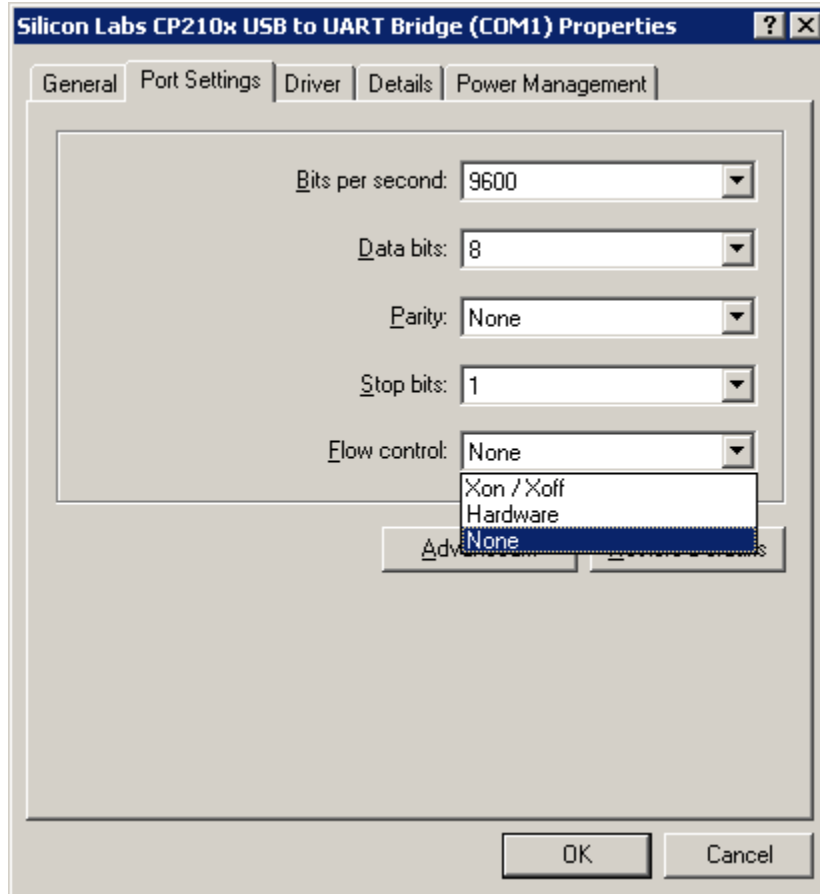 Silicon Labs CP210x USB to UART Bridge (COM1) Properties
General Port Settings Driver Details Power Management
Bits per second: 9600
Data bits: 8
Parity: None
Stop bits: 1
Flow control: None
Xon / Xoff
Hardware
None
OK Cancel